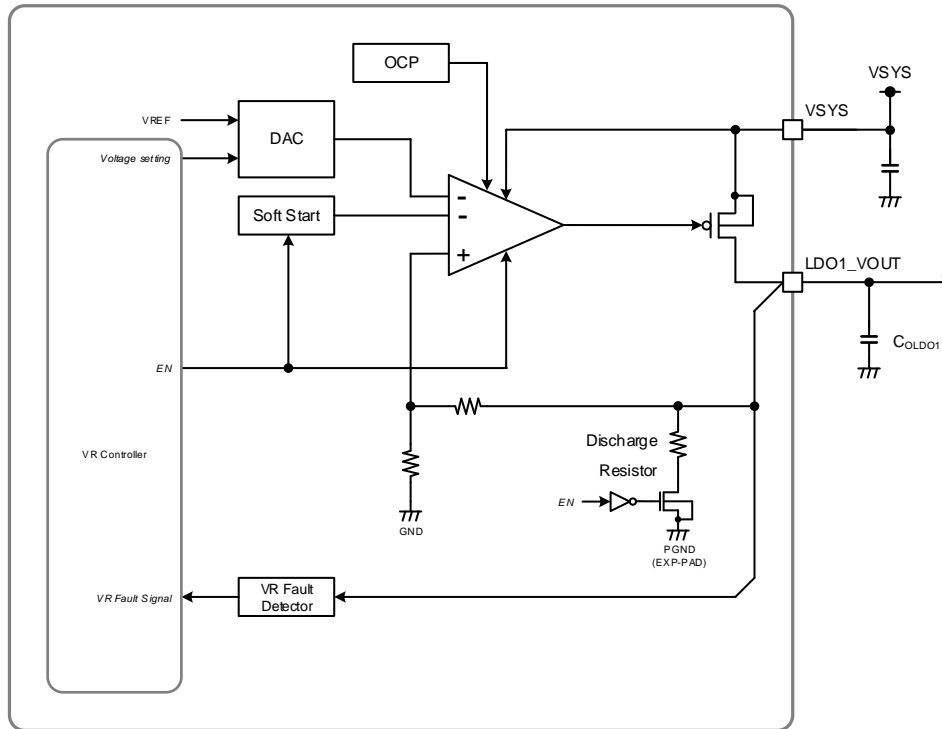 OCP
VSYS
VSYS
VREF
DAC
Voltage setting
-
Soft Start
-
+
LDO1_VOUT
COLDO1
EN
Discharge
Resistor
VR Controller
EN
GND
PGND
(EXP-PAD)
VR Fault Signal
VR Fault
Detector